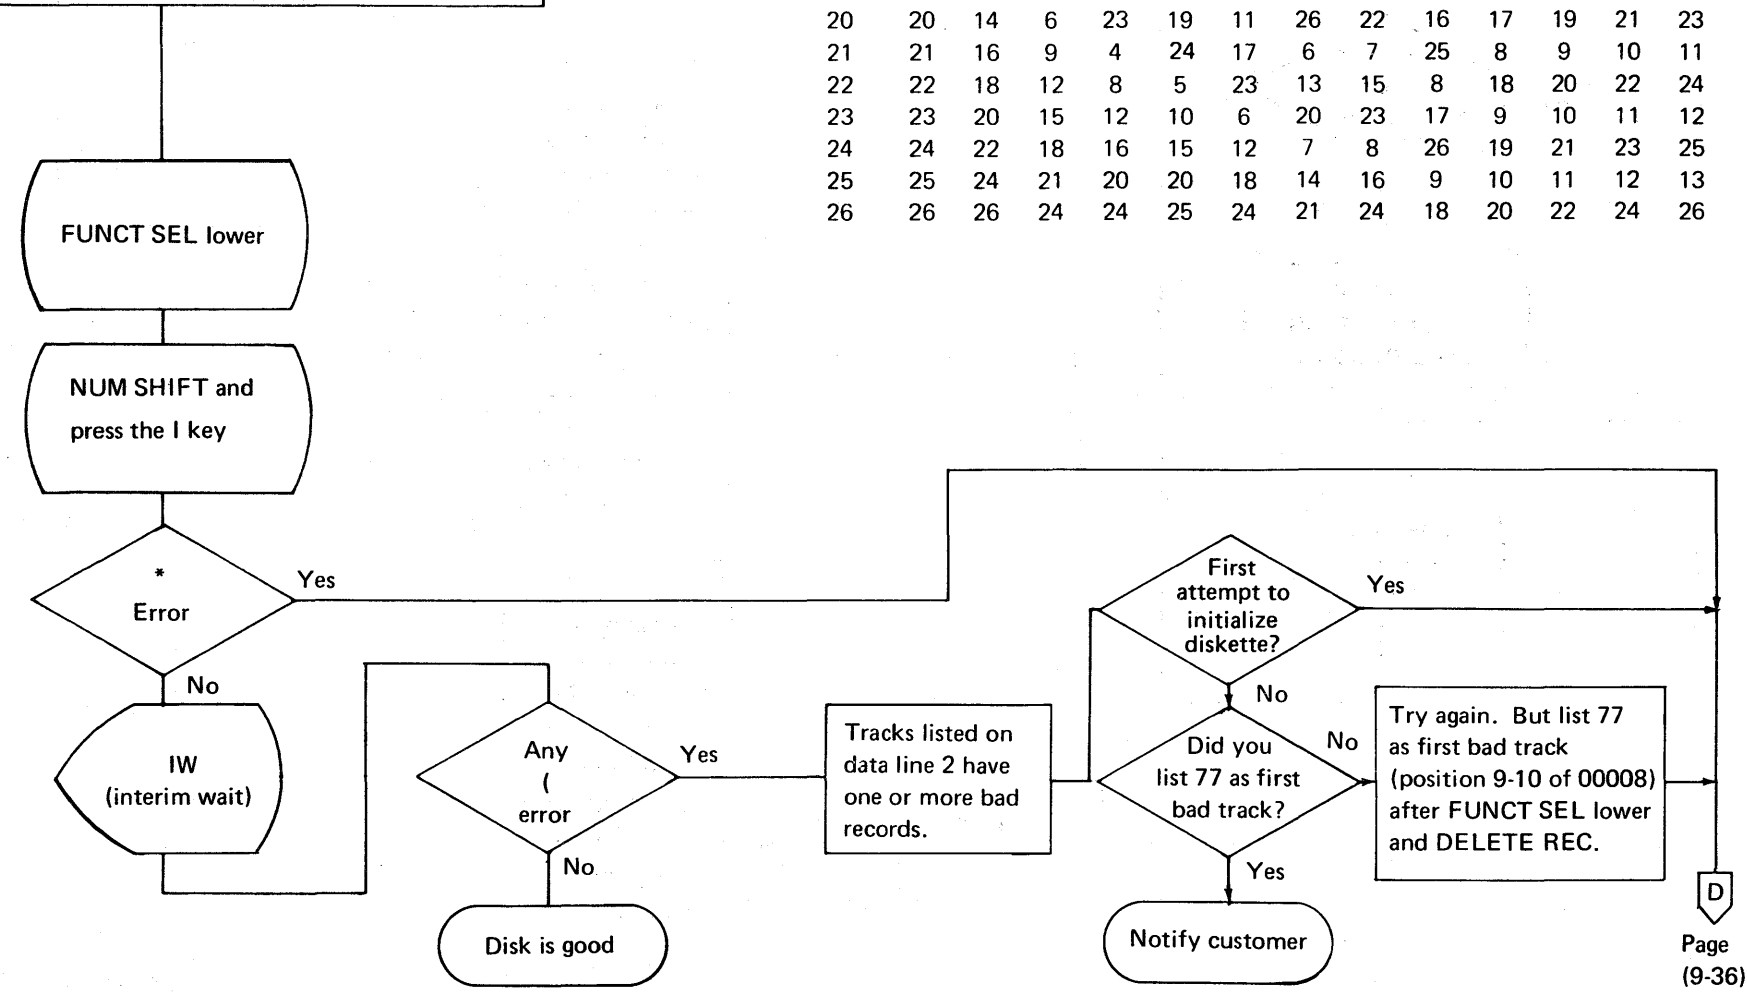 20 20 14 6 23 19 11 26 22 16 17 19 21 23
21 21 16 9 4 24 17 6 7 25 8 9 10 11
22 22 18 12 8 5 23 13 15 8 18 20 22 24
23 23 20 15 12 10 6 20 23 17 9 10 11 12
24 24 22 18 16 15 12 7 8 26 19 21 23 25
25 25 24 21 20 20 18 14 16 9 10 11 12 13
26 26 26 24 24 25 24 21 24 18 20 22 24 26
FUNCT SEL lower
NUM SHIFT and
press the I key
*
Error
Yes
No
IW
(interim wait)
Any
(
error
Yes
No
Disk is good
Tracks listed on
data line 2 have
one or more bad
records.
First
attempt to
initialize
diskette?
Yes
No
Did you
list 77 as first
bad track?
No
Yes
Notify customer
Try again. But list 77
as first bad track
(position 9-10 of 00008)
after FUNCT SEL lower
and DELETE REC.
D
Page
(9-36)